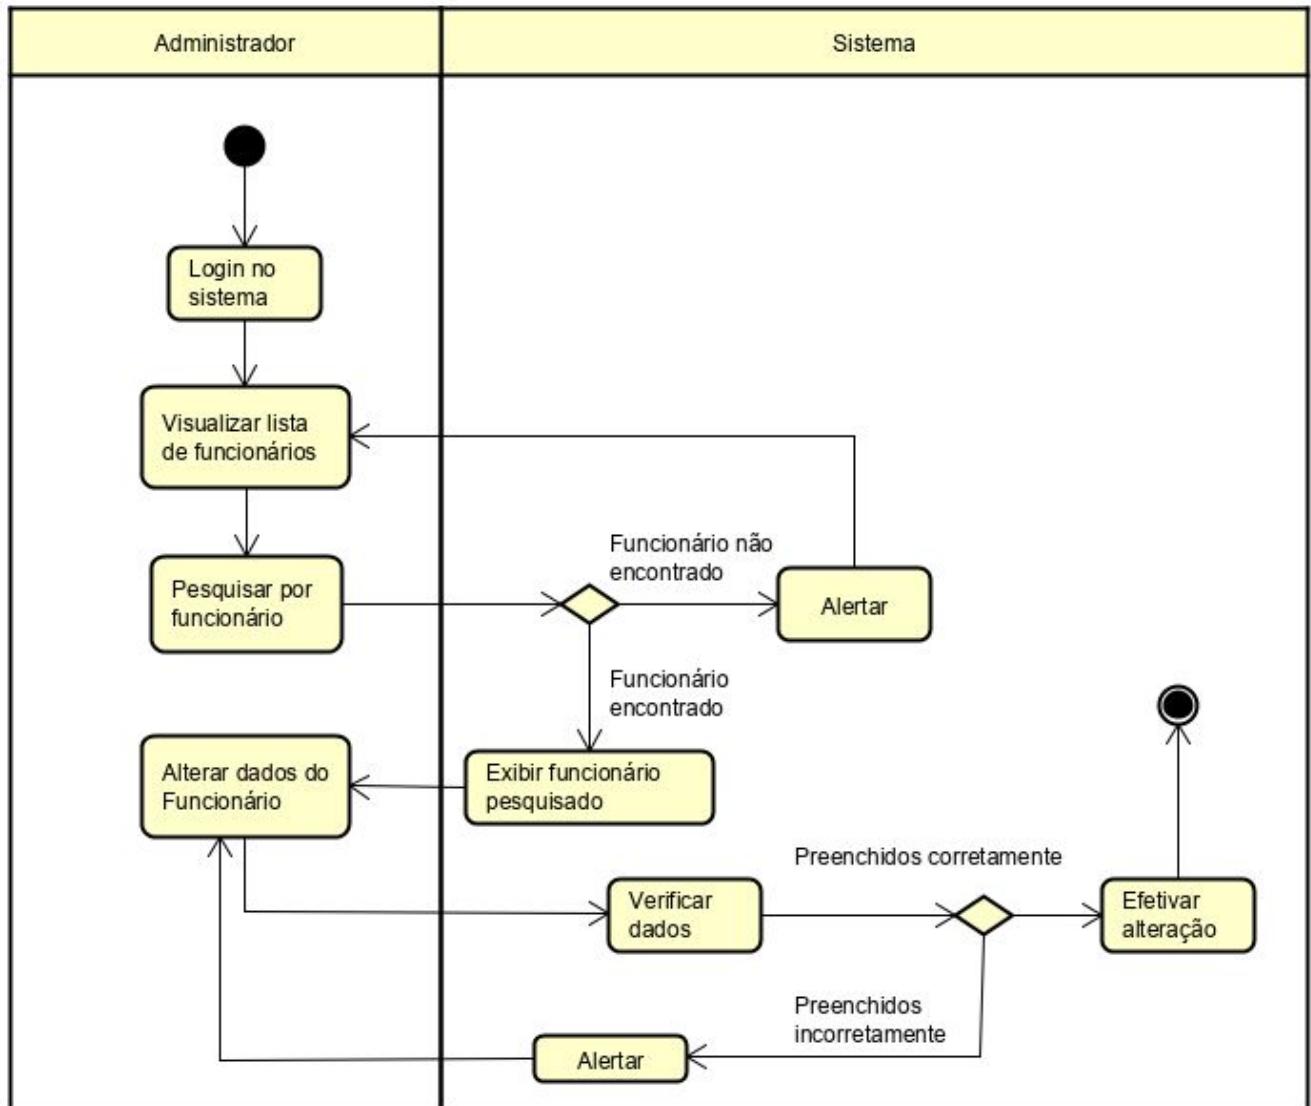 Administrador
Sistema
Login no
sistema
Visualizar lista
de funcionários
Pesquisar por
funcionário
Funcionário não
encontrado
Alertar
Funcionário
encontrado
Alterar dados do
Funcionário
Exibir funcionário
pesquisado
Preenchidos corretamente
Verificar
dados
Efetivar
alteração
Preenchidos
incorretamente
Alertar